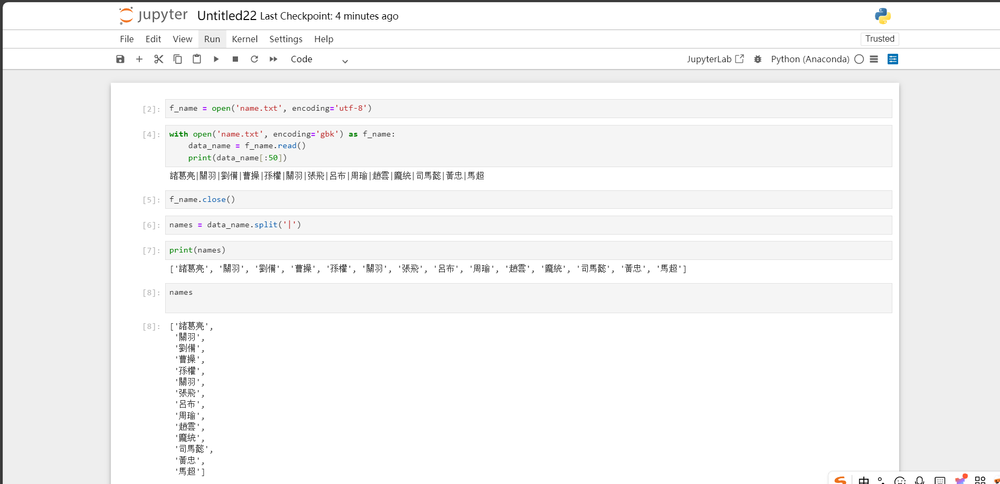 jupyter Untitled22 Last Checkpoint: 4 minutes ago
File Edit View Run Kernel Settings Help
Trusted
Code
JupyterLab Python (Anaconda)
[2]: f_name = open('name.txt', encoding='utf-8')
[4]: with open('name.txt', encoding='gbk') as f_name:
    data_name = f_name.read()
    print(data_name[:50])
諸葛亮|關羽|劉備|曹操|孫權|關羽|張飛|呂布|周瑜|趙雲|龐統|司馬懿|黃忠|馬超
[5]: f_name.close()
[6]: names = data_name.split('|')
[7]: print(names)
['諸葛亮', '關羽', '劉備', '曹操', '孫權', '關羽', '張飛', '呂布', '周瑜', '趙雲', '龐統', '司馬懿', '黃忠', '馬超']
[8]: names
[8]: ['諸葛亮',
 '關羽',
 '劉備',
 '曹操',
 '孫權',
 '關羽',
 '張飛',
 '呂布',
 '周瑜',
 '趙雲',
 '龐統',
 '司馬懿',
 '黃忠',
 '馬超']
中